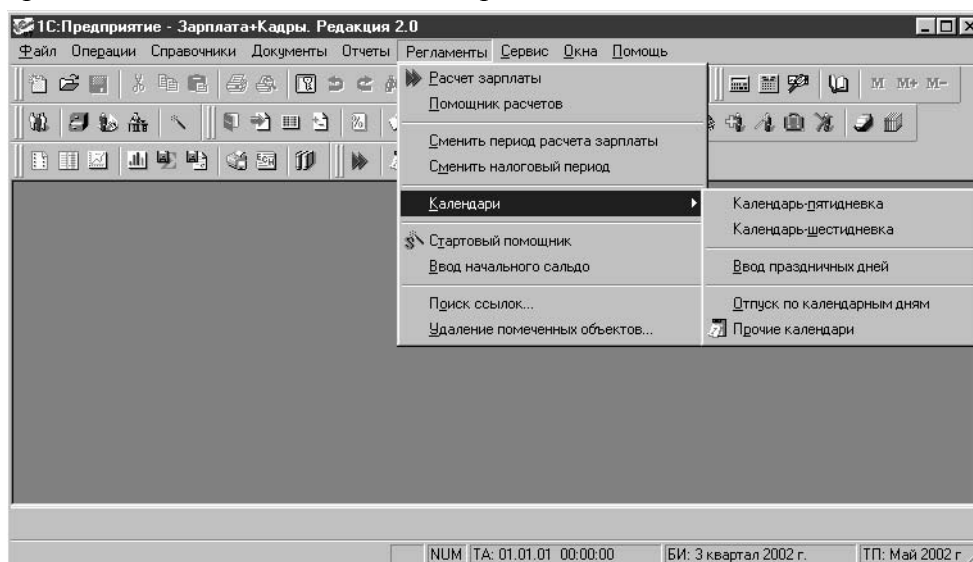 1С:Предприятие - Зарплата+Кадры. Редакция 2.0
Файл Операции Справочники Документы Отчеты Регламенты Сервис Окна Помощь
M M+ M-
Расчет зарплаты
Помощник расчетов
Сменить период расчета зарплаты
Сменить налоговый период
Календари
Стартовый помощник
Ввод начального сальдо
Поиск ссылок...
Удаление помеченных объектов...
Календарь-пятидневка
Календарь-шестидневка
Ввод праздничных дней
Отпуск по календарным дням
Прочие календари
NUM TA: 01.01.01 00:00:00 БИ: 3 квартал 2002 г. ТП: Май 2002 г